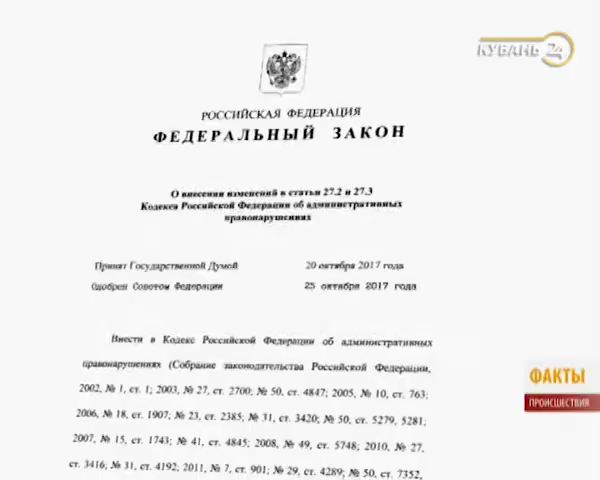 КУБАНЬ 24
РОССИЙСКАЯ ФЕДЕРАЦИЯ
ФЕДЕРАЛЬНЫЙ ЗАКОН
О внесении изменений в статьи 27.2 и 27.3
Кодекса Российской Федерации об административных
правонарушениях
Принят Государственной Думой 20 октября 2017 года
Одобрен Советом Федерации 25 октября 2017 года
Внести в Кодекс Российской Федерации об административных
правонарушениях (Собрание законодательства Российской Федерации,
2002, № 1, ст. 1; 2003, № 27, ст. 2700; № 50, ст. 4847; 2005, № 10, ст. 763;
2006, № 18, ст. 1907; № 23, ст. 2385; № 31, ст. 3420; № 50, ст. 5279, 5281;
2007, № 15, ст. 1743; № 41, ст. 4845; 2008, № 49, ст. 5748; 2010, № 27,
ст. 3416; № 31, ст. 4192; 2011, № 7, ст. 901; № 29, ст. 4289; № 50, ст. 7352,
ФАКТЫ
ПРОИСШЕСТВИЯ